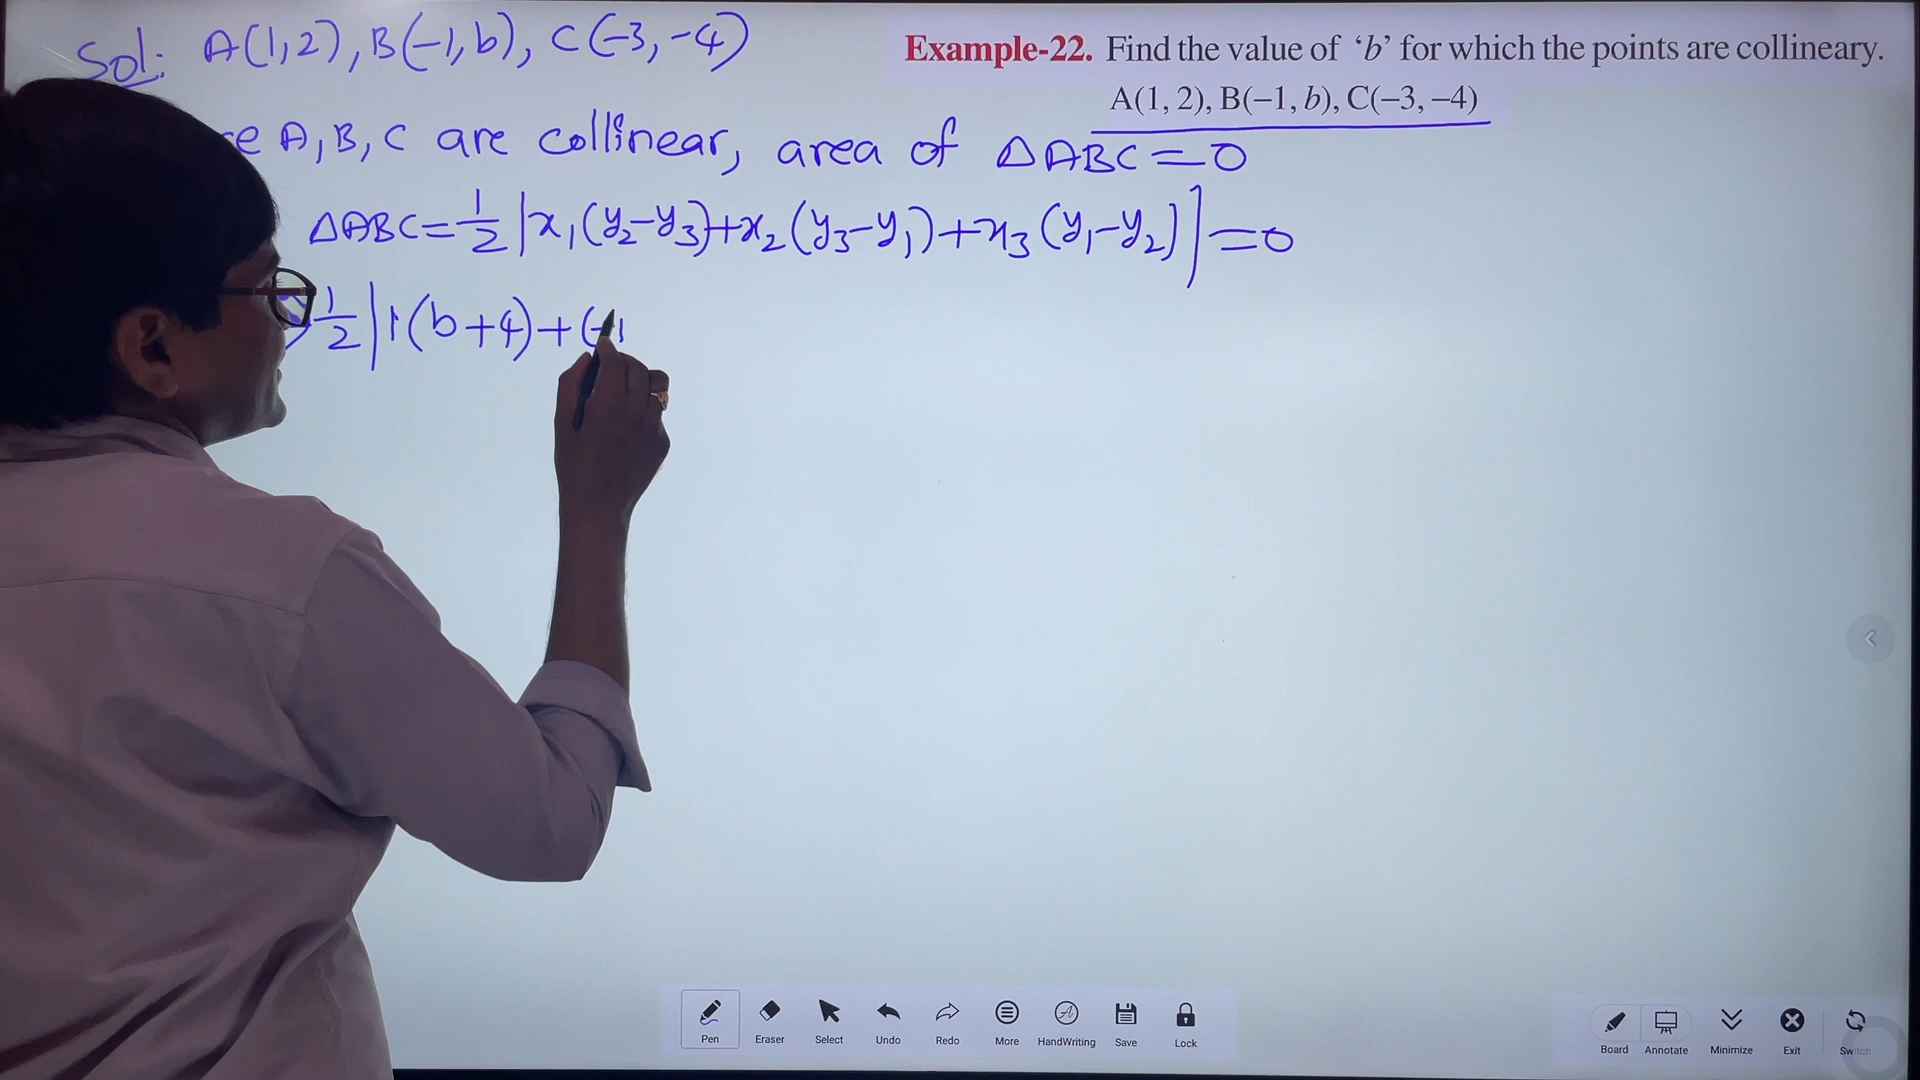 Sol: A(1,2), B(-1,b), C(-3,-4)
Example-22. Find the value of ‘b’ for which the points are collineary.
A(1, 2), B(–1, b), C(–3, –4)
A, B, C are collinear, area of △ABC=0
△ABC=1/2|x₁(y₂-y₃)+x₂(y₃-y₁)+x₃(y₁-y₂)|=0
1/2|1(b+4)+(-1
Pen Eraser Select Undo Redo More HandWriting Save Lock
Board Annotate Minimize Exit Switch